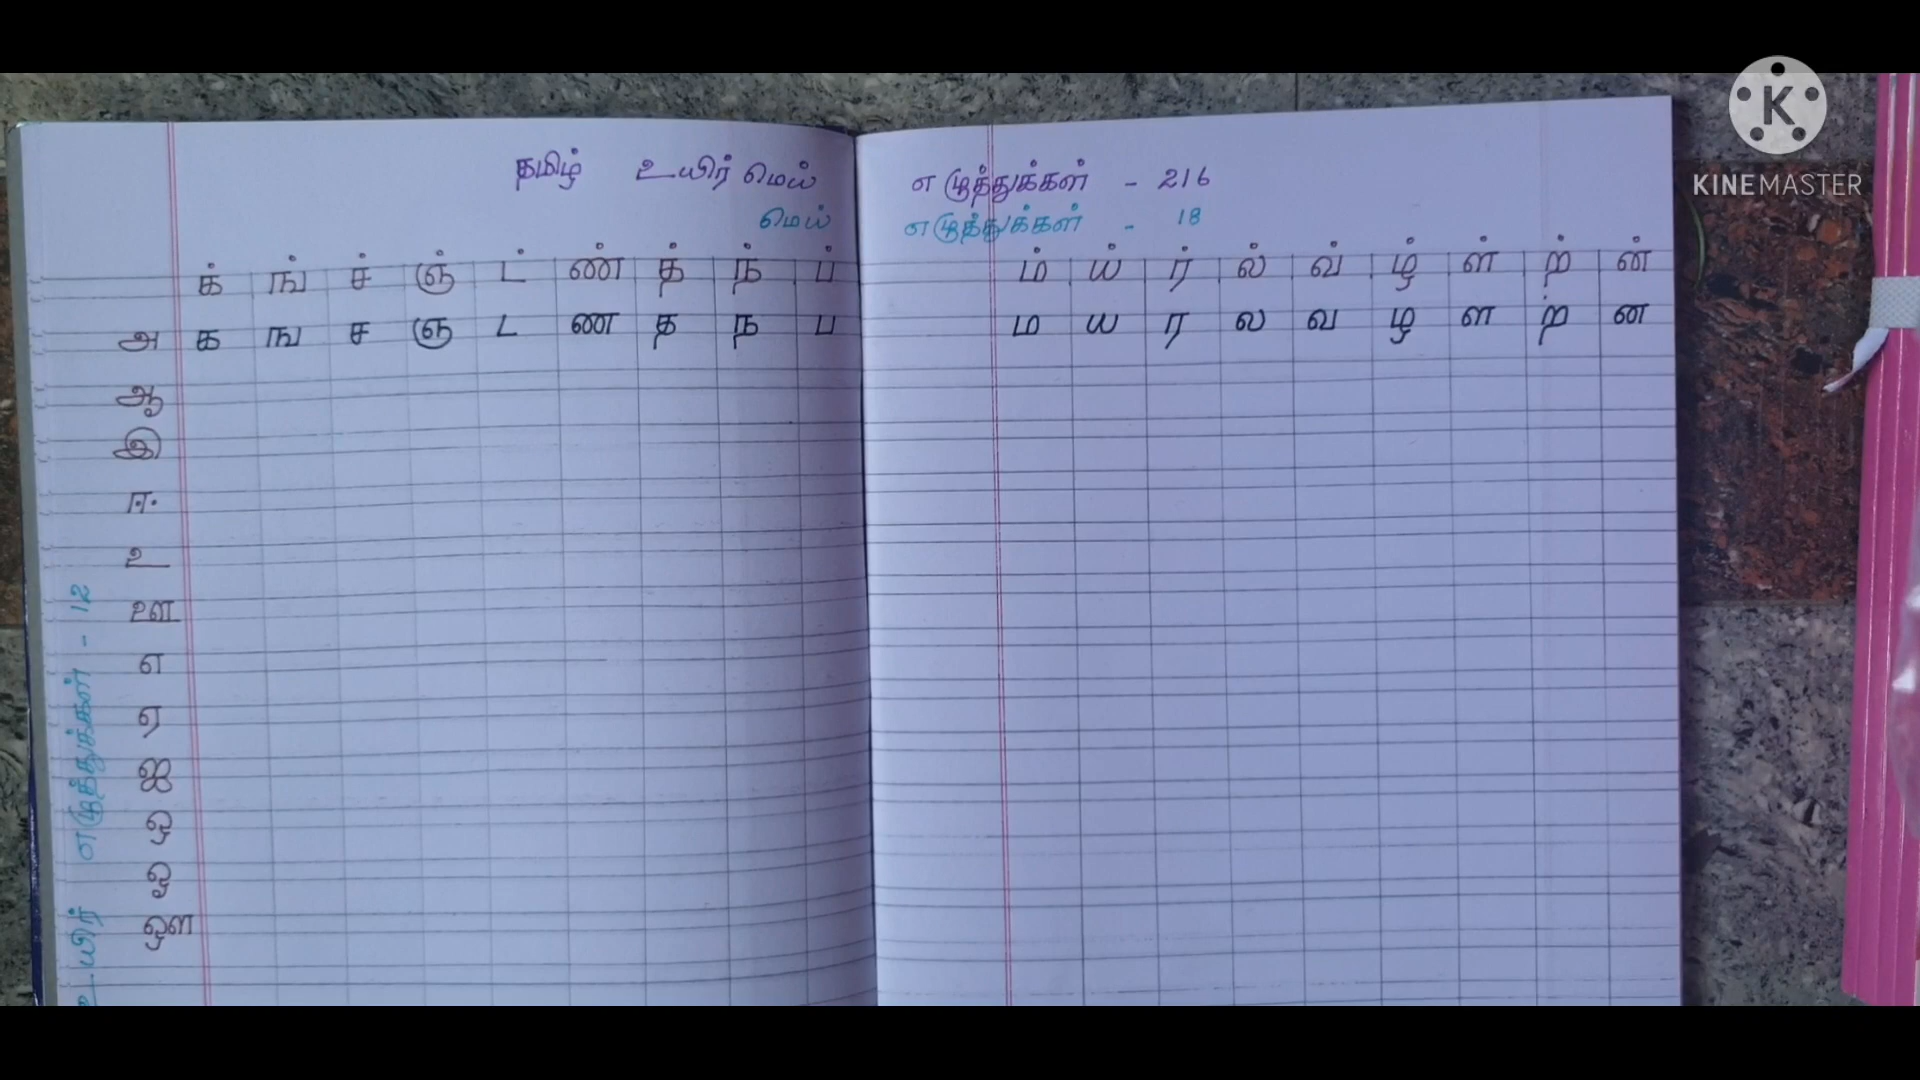 தமிழ் உயிர் மெய் எழுத்துக்கள் - 216
மெய் எழுத்துக்கள் - 18
க் ங் ச் ஞ் ட் ண் த் ந் ப் ம் ய் ர் ல் வ் ழ் ள் ற் ன்
அ க ங ச ஞ ட ண த ந ப ம ய ர ல வ ழ ள ற ன
ஆ
இ
ஈ
உ
ஊ
எ
ஏ
ஐ
ஒ
ஓ
ஔ
உயிர் எழுத்துக்கள் - 12
KINEMASTER